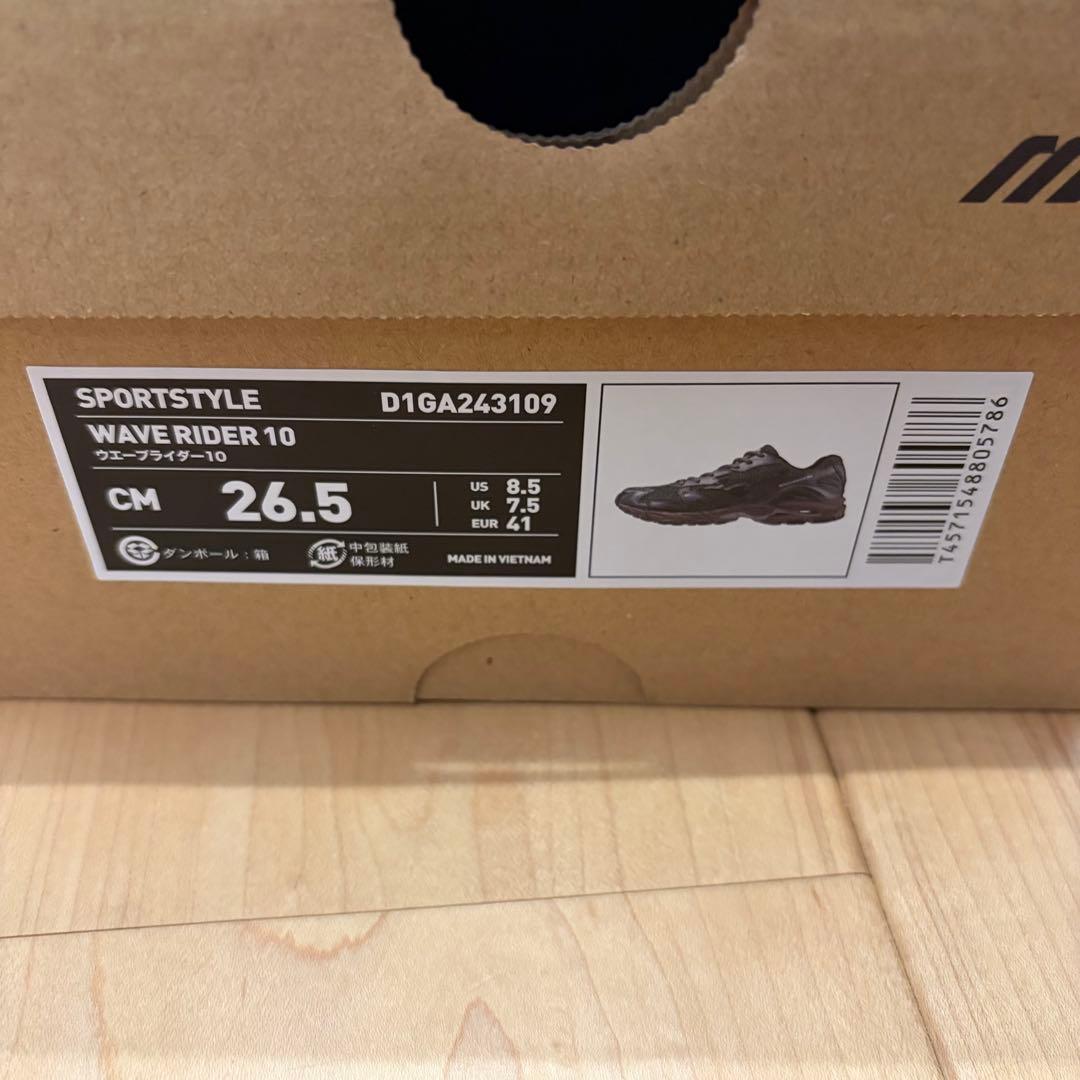 SPORTSTYLE D1GA243109
WAVE RIDER 10
ウエーブライダー10
CM 26.5
US 8.5
UK 7.5
EUR 41
ダンボール：箱
紙 中包装紙
保形材
MADE IN VIETNAM
T4571548805786